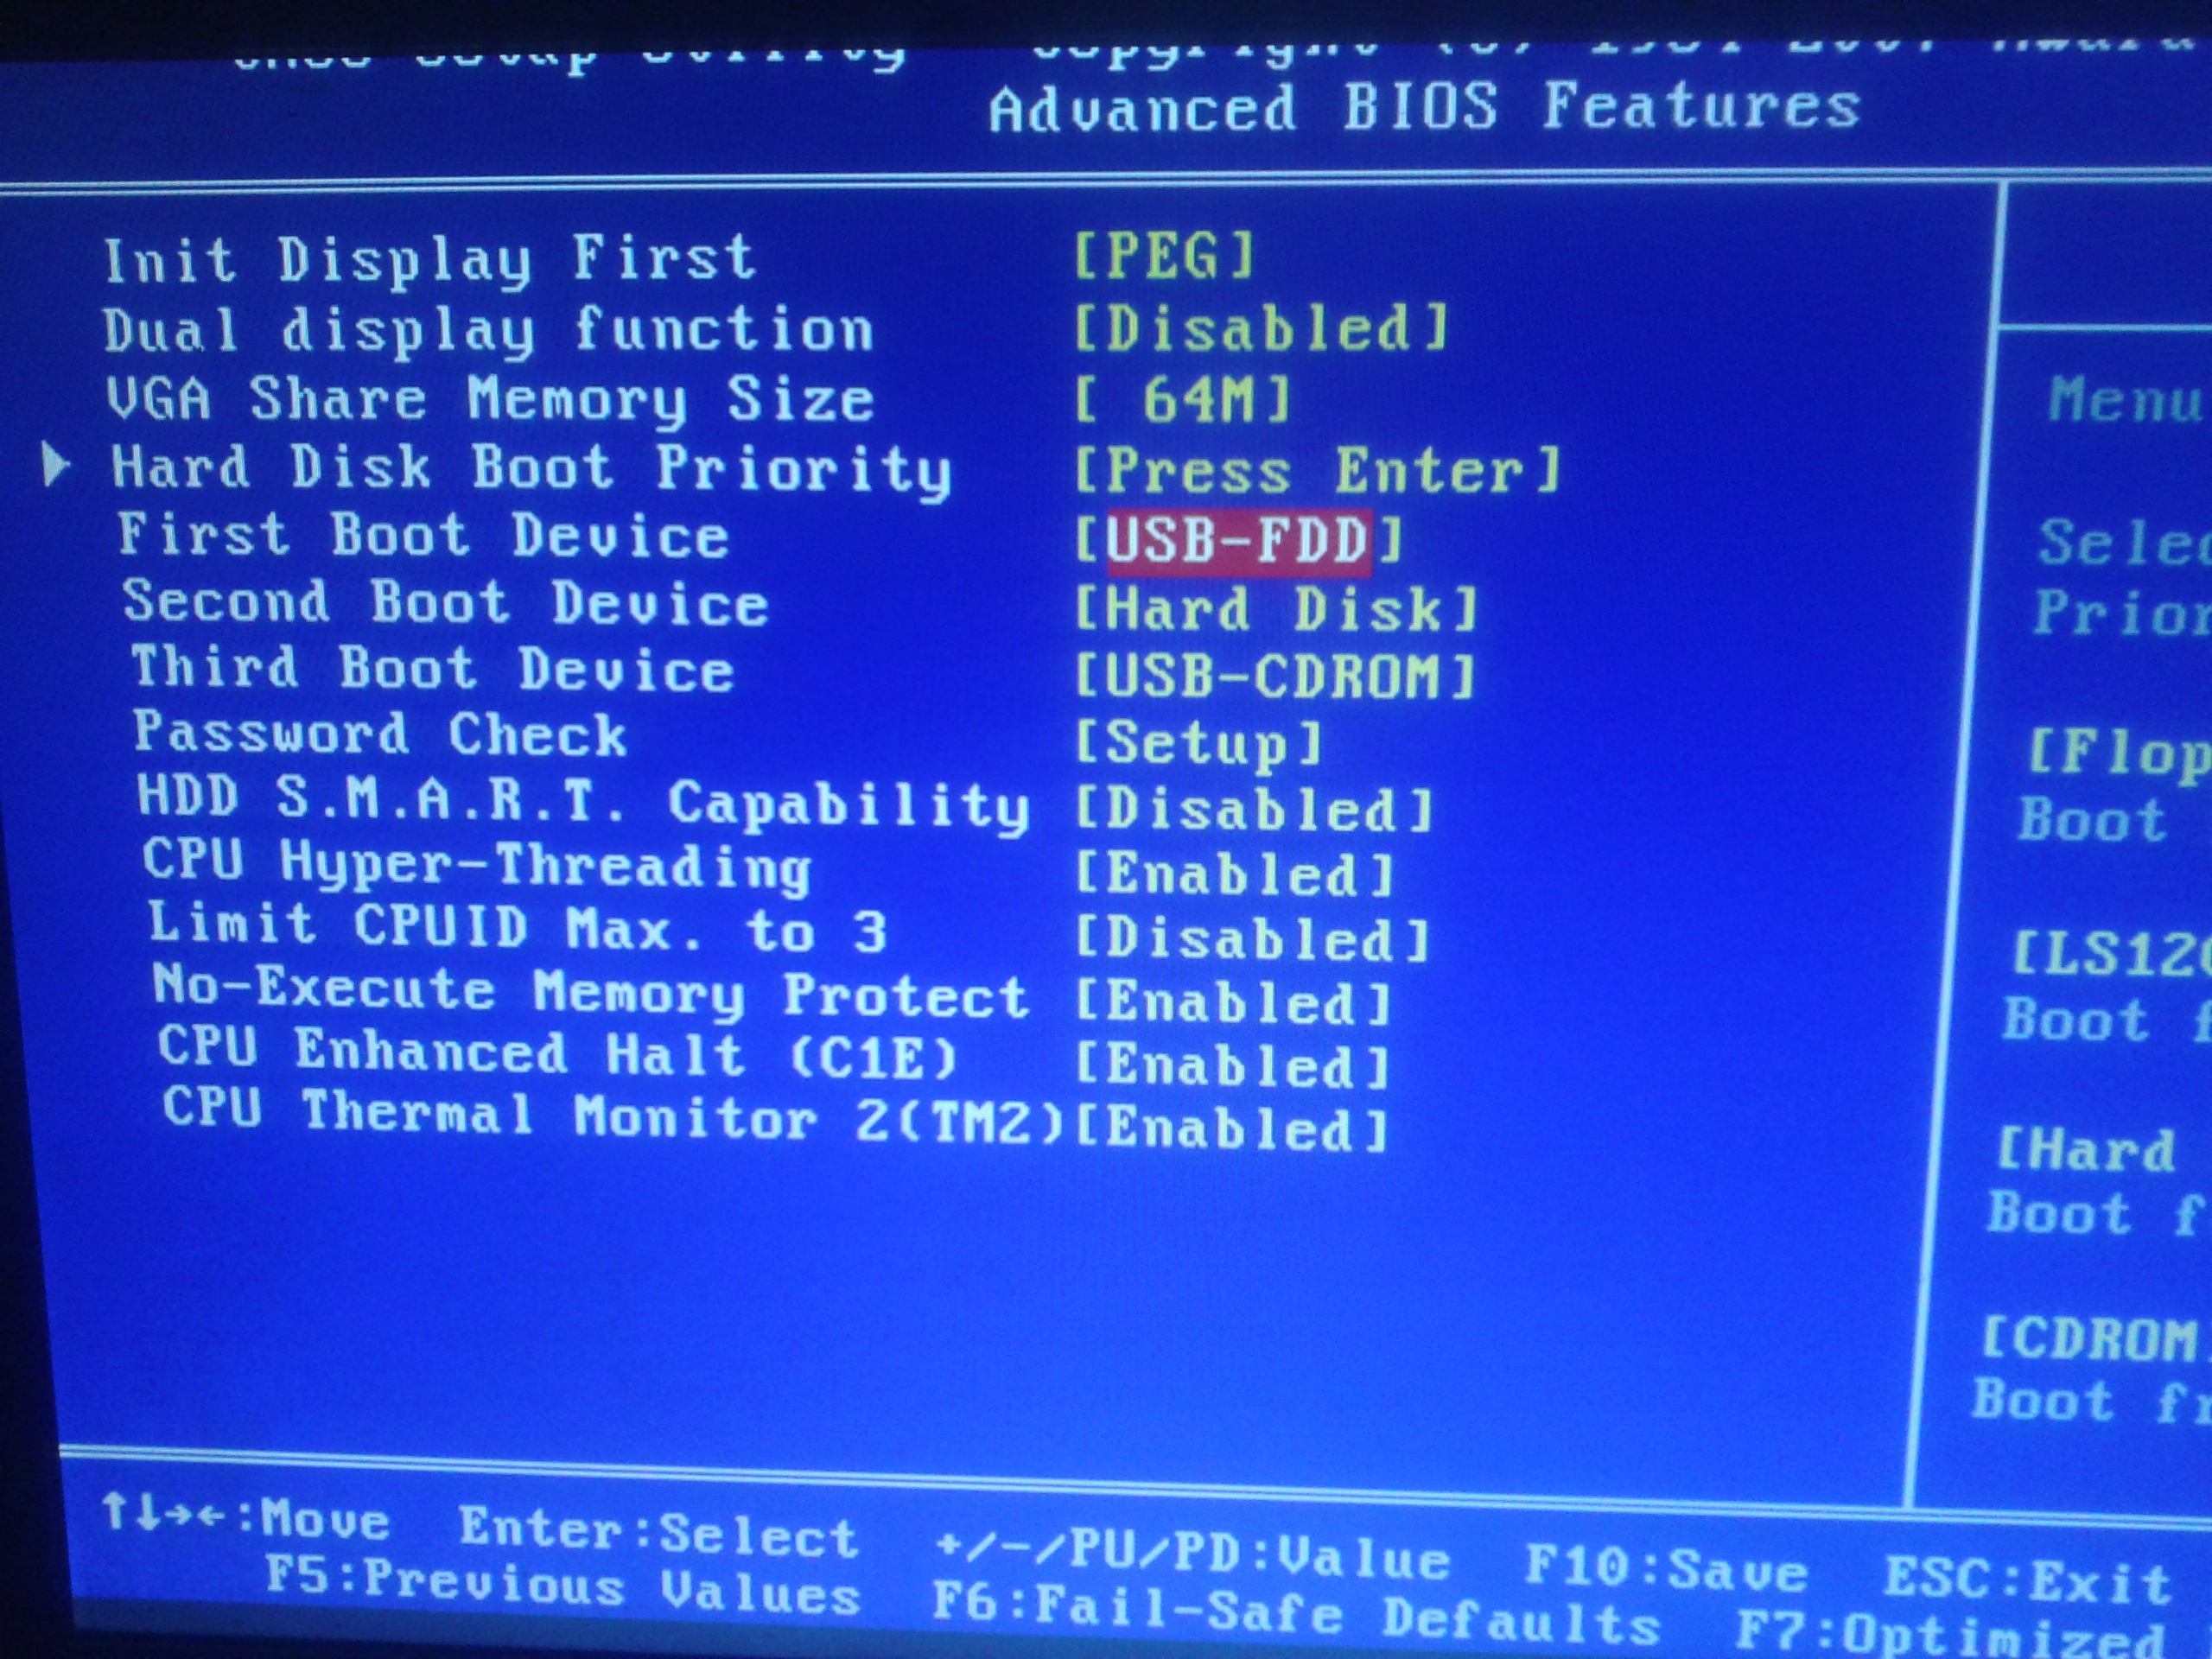 Advanced BIOS Features
Init Display First [PEG]
Dual display function [Disabled]
VGA Share Memory Size [ 64M]
Hard Disk Boot Priority [Press Enter]
First Boot Device [USB-FDD]
Second Boot Device [Hard Disk]
Third Boot Device [USB-CDROM]
Password Check [Setup]
HDD S.M.A.R.T. Capability [Disabled]
CPU Hyper-Threading [Enabled]
Limit CPUID Max. to 3 [Disabled]
No-Execute Memory Protect [Enabled]
CPU Enhanced Halt (C1E) [Enabled]
CPU Thermal Monitor 2(TM2)[Enabled]
Menu
Boot
Boot f
[Hard
Boot f
[CDROM]
Boot fr
↑↓→←:Move Enter:Select +/-/PU/PD:Value F10:Save ESC:Exit
F5:Previous Values F6:Fail-Safe Defaults F7:Optimized